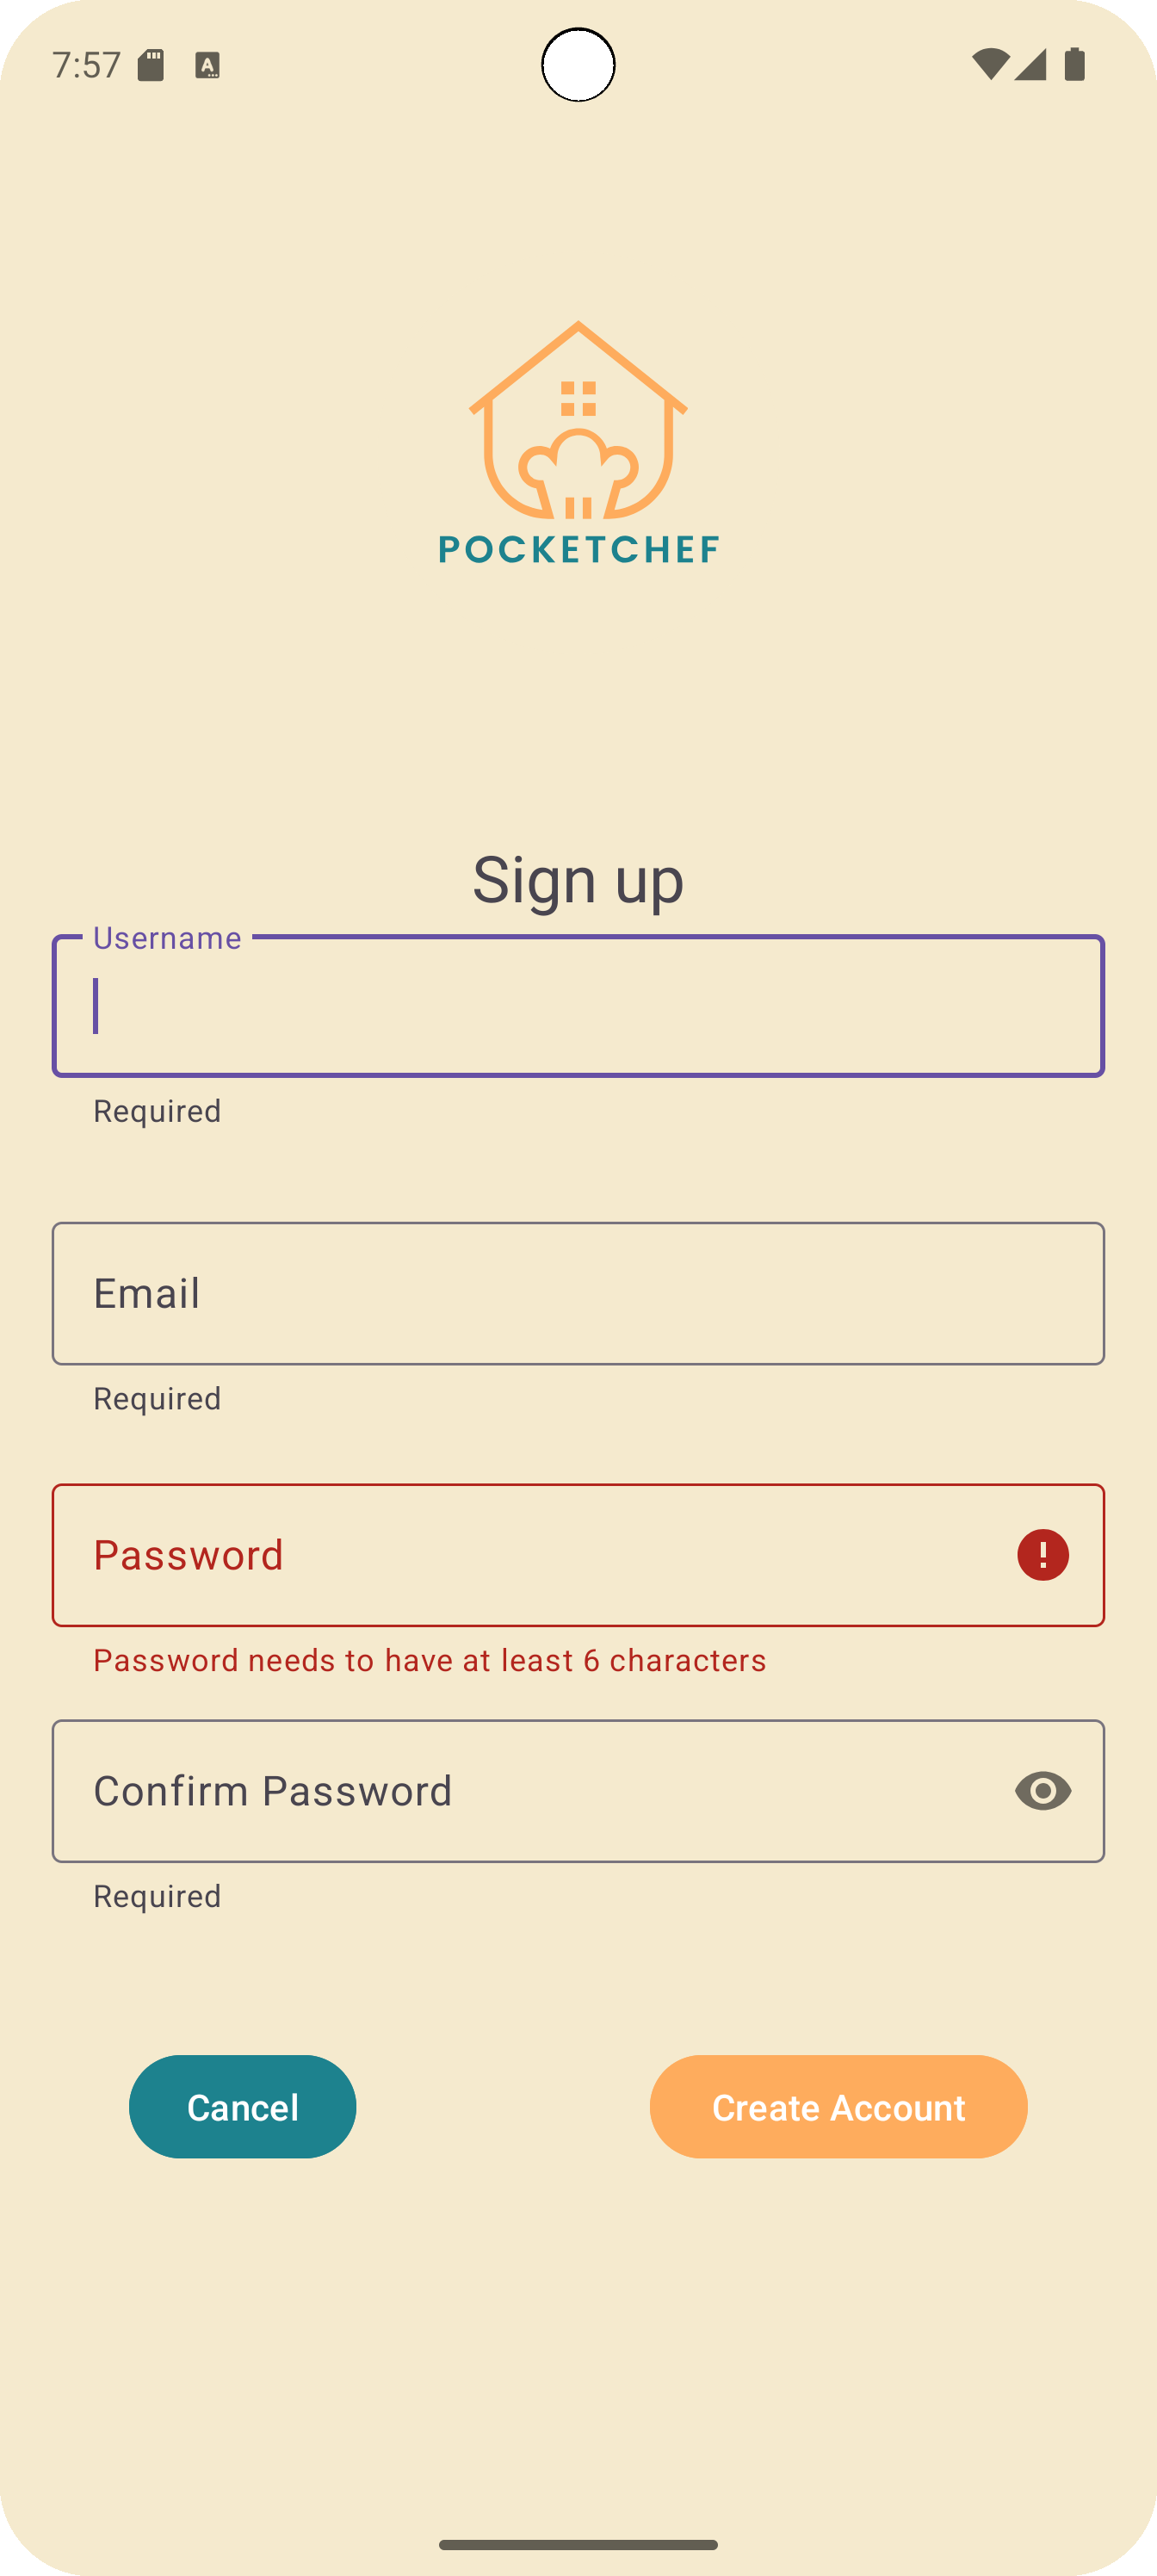 7:57
POCKETCHEF
Sign up
Username
Required
Email
Required
Password
Password needs to have at least 6 characters
Confirm Password
Required
Cancel
Create Account